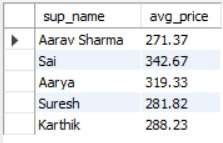 sup_name avg_price
Aarav Sharma 271.37
Sai 342.67
Aarya 319.33
Suresh 281.82
Karthik 288.23